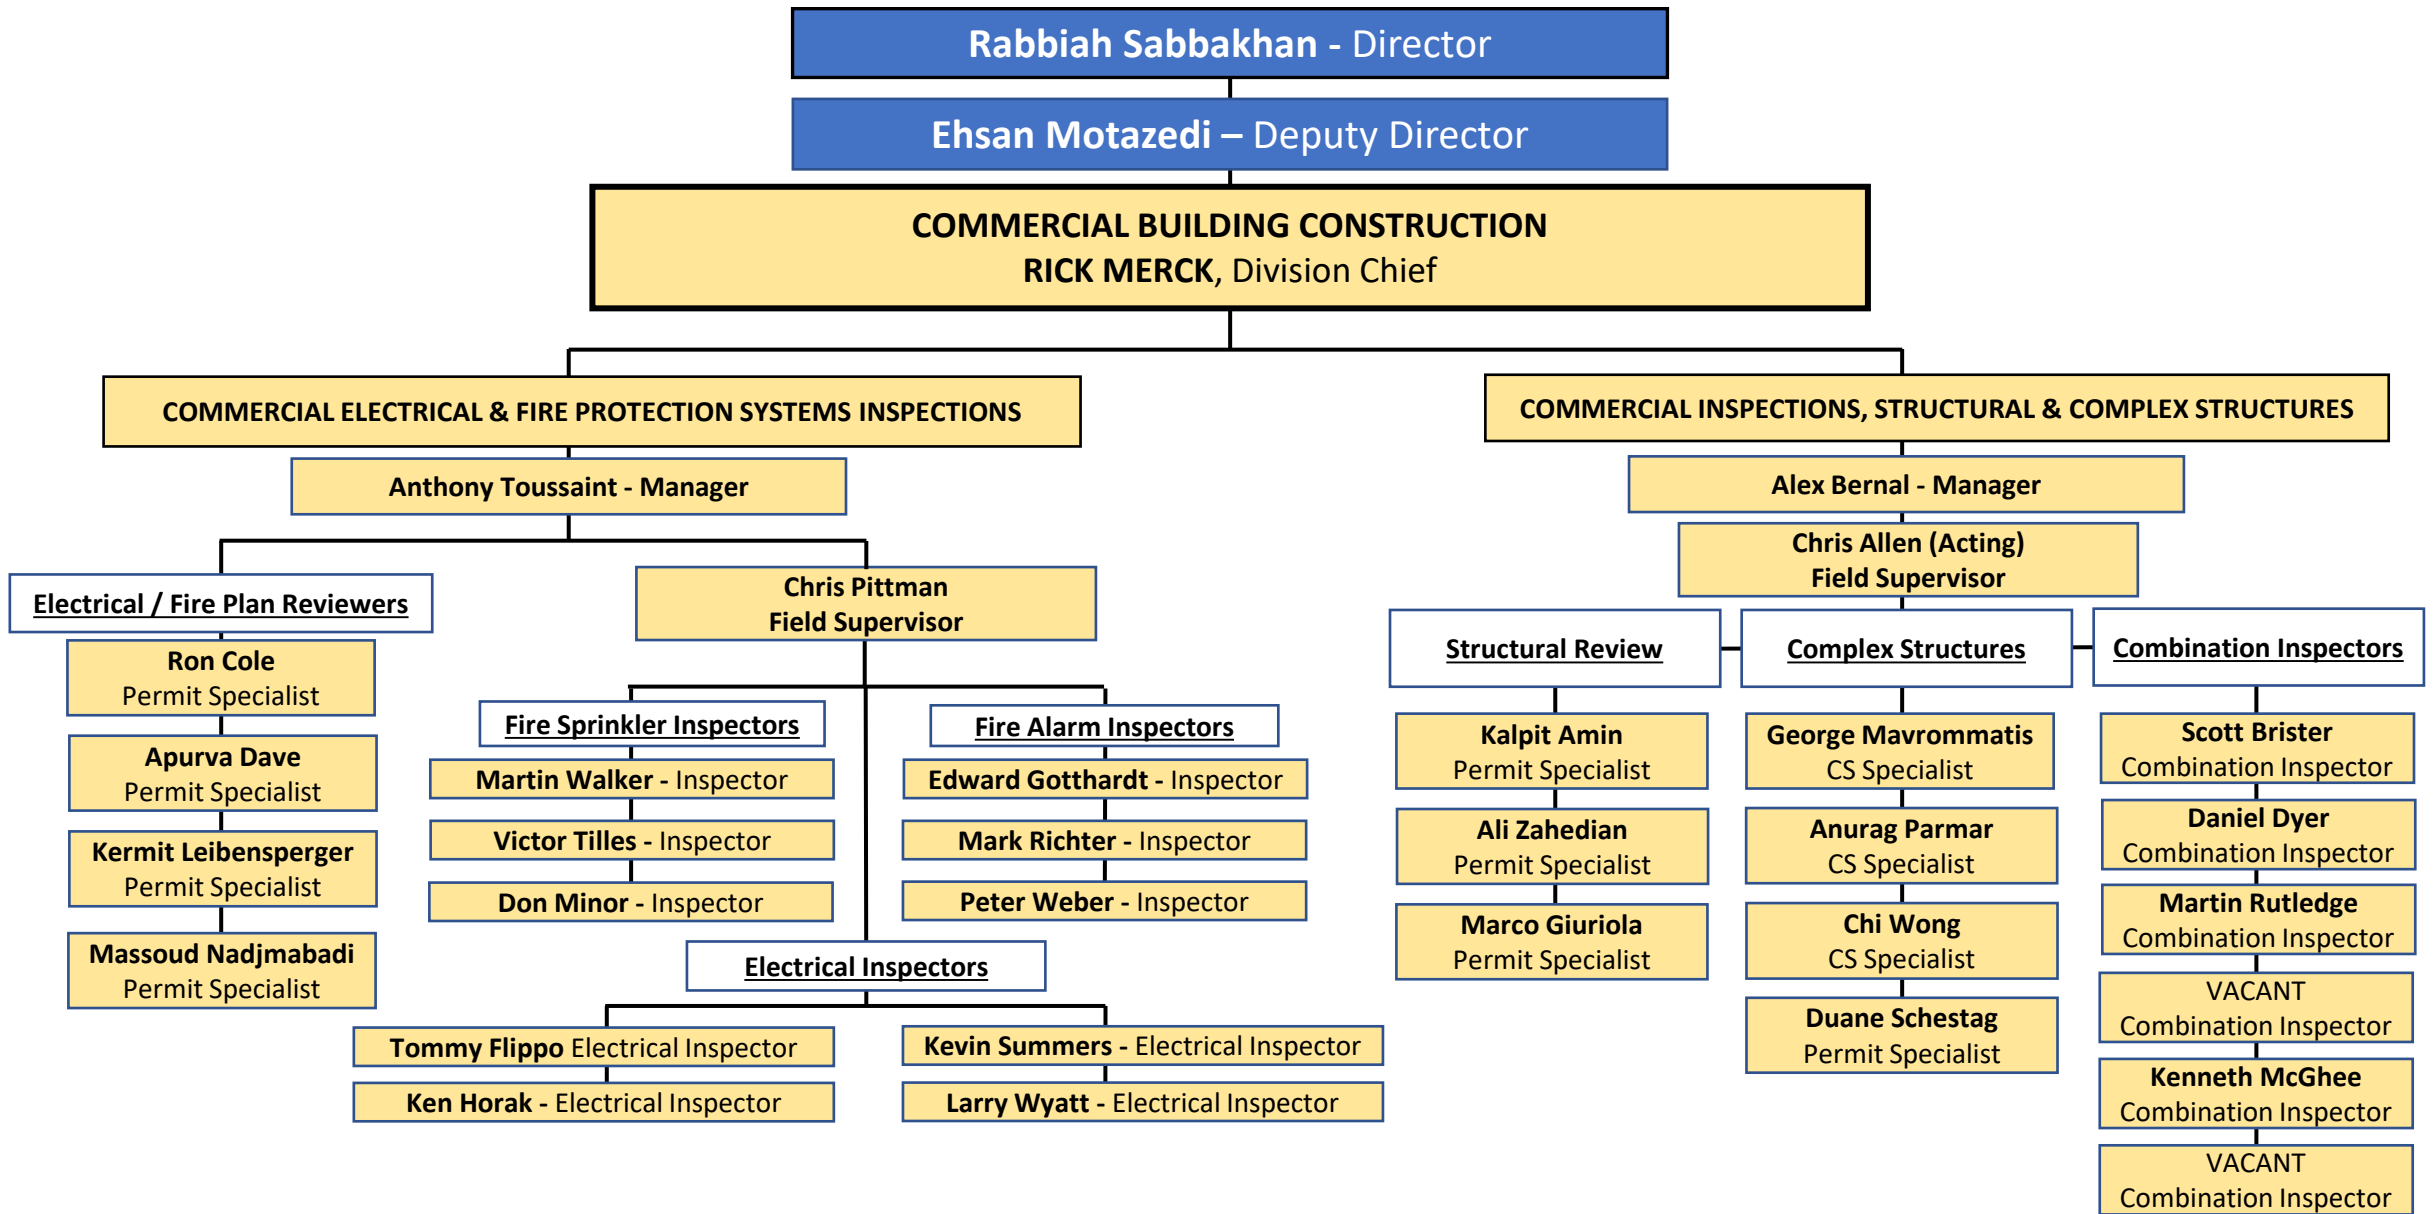 Rabbiah Sabbakhan - Director
Ehsan Motazedi – Deputy Director
COMMERCIAL BUILDING CONSTRUCTION
RICK MERCK, Division Chief
COMMERCIAL ELECTRICAL & FIRE PROTECTION SYSTEMS INSPECTIONS
Anthony Toussaint - Manager
Electrical / Fire Plan Reviewers
Ron Cole
Permit Specialist
Apurva Dave
Permit Specialist
Kermit Leibensperger
Permit Specialist
Massoud Nadjmabadi
Permit Specialist
Chris Pittman
Field Supervisor
Fire Sprinkler Inspectors
Martin Walker - Inspector
Victor Tilles - Inspector
Don Minor - Inspector
Fire Alarm Inspectors
Edward Gotthardt - Inspector
Mark Richter - Inspector
Peter Weber - Inspector
Electrical Inspectors
Tommy Flippo Electrical Inspector
Ken Horak - Electrical Inspector
Kevin Summers - Electrical Inspector
Larry Wyatt - Electrical Inspector
COMMERCIAL INSPECTIONS, STRUCTURAL & COMPLEX STRUCTURES
Alex Bernal - Manager
Chris Allen (Acting)
Field Supervisor
Structural Review
Kalpit Amin
Permit Specialist
Ali Zahedian
Permit Specialist
Marco Giuriola
Permit Specialist
Complex Structures
George Mavrommatis
CS Specialist
Anurag Parmar
CS Specialist
Chi Wong
CS Specialist
Duane Schestag
Permit Specialist
Combination Inspectors
Scott Brister
Combination Inspector
Daniel Dyer
Combination Inspector
Martin Rutledge
Combination Inspector
VACANT
Combination Inspector
Kenneth McGhee
Combination Inspector
VACANT
Combination Inspector